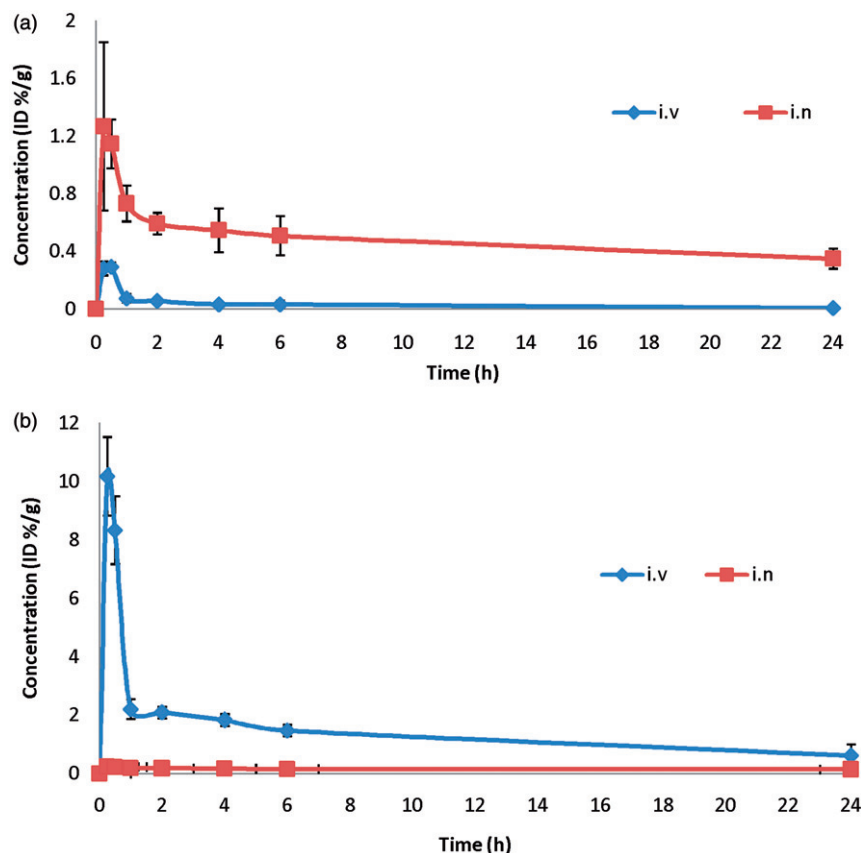 (a)
2
1.6
1.2
0.8
0.4
0
Concentration (ID %/g)
i.v i.n
0 2 4 6 8 10 12 14 16 18 20 22 24
Time (h)
(b)
12
10
8
6
4
2
0
Concentration (ID %/g)
i.v i.n
0 2 4 6 8 10 12 14 16 18 20 22 24
Time (h)